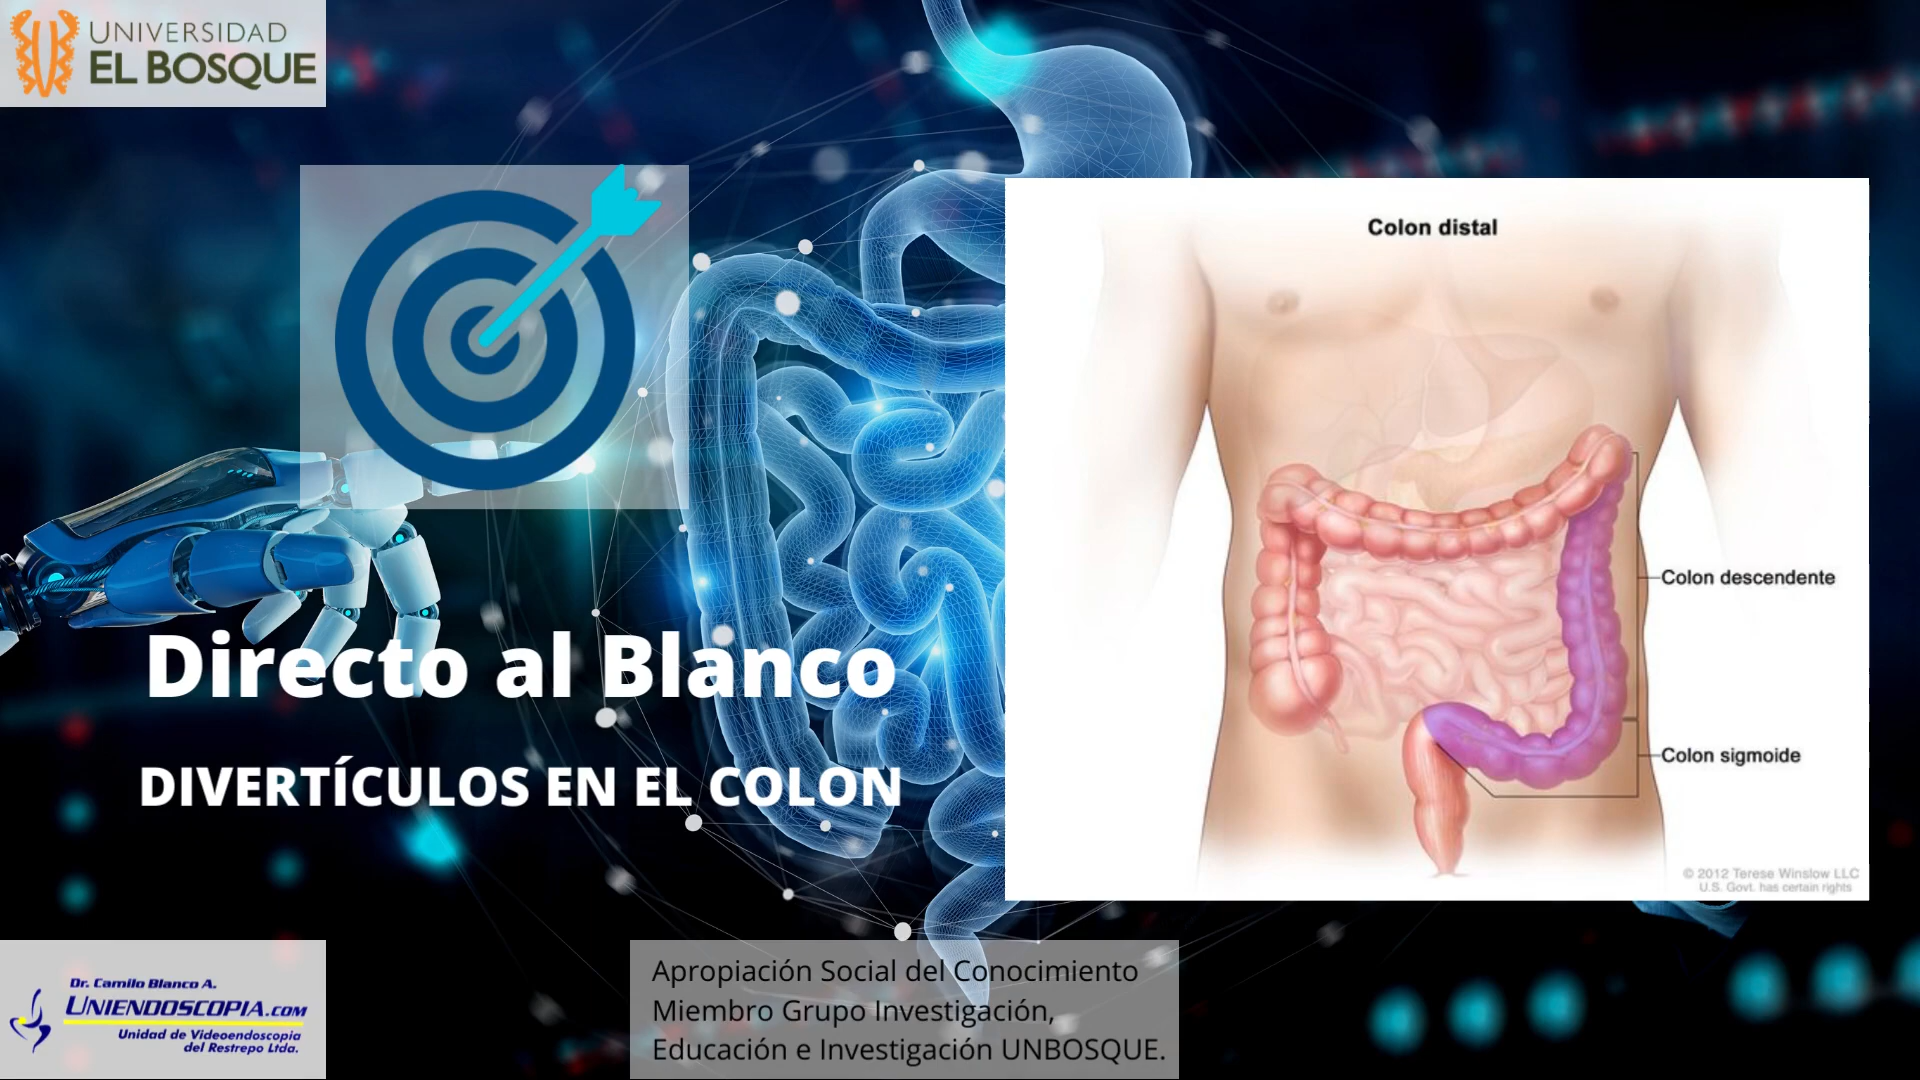 UNIVERSIDAD
EL BOSQUE
Directo al Blanco
DIVERTÍCULOS EN EL COLON
Colon distal
Colon descendente
Colon sigmoide
© 2012 Terese Winslow LLC
U.S. Govt. has certain rights
Dr. Camilo Blanco A.
UNIENDOSCOPIA.COM
Unidad de Videoendoscopia
del Restrepo Ltda.
Apropiación Social del Conocimiento
Miembro Grupo Investigación,
Educación e Investigación UNBOSQUE.